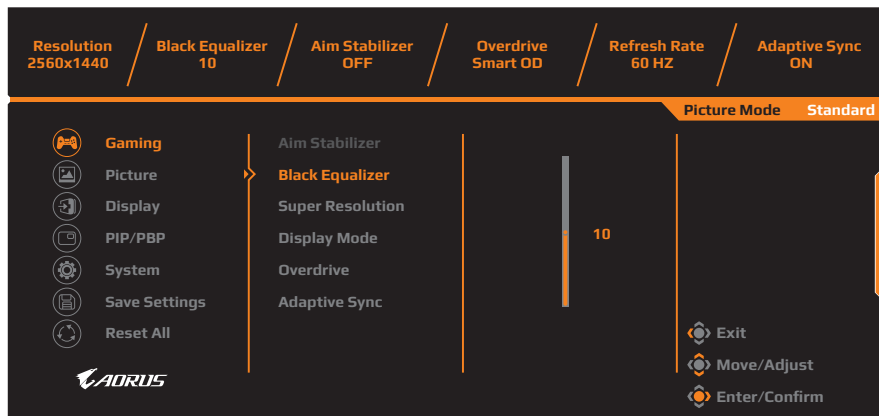 Resolution Black Equalizer Aim Stabilizer Overdrive Refresh Rate Adaptive Sync
2560x1440 10 OFF Smart OD 60 HZ ON
Picture Mode Standard
Gaming Aim Stabilizer
Picture Black Equalizer
Display Super Resolution
PIP/PBP Display Mode 10
System Overdrive
Save Settings Adaptive Sync
Reset All Exit
AORUS Move/Adjust
Enter/Confirm